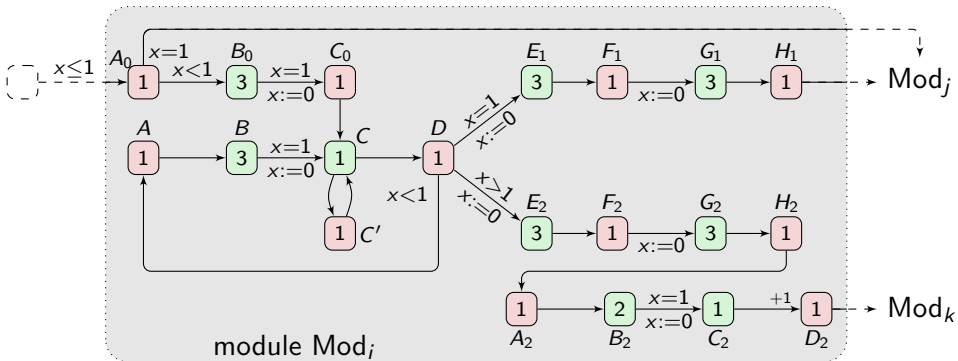 x≤1
A₀
1
x=1
x<1
B₀
3
x=1
x:=0
C₀
1
E₁
3
F₁
1
x:=0
G₁
3
H₁
1
Modⱼ
A
1
B
3
x=1
x:=0
C
1
D
1
x<1
x=1
x:=0
x>1
x:=0
1
C′
E₂
3
F₂
1
x:=0
G₂
3
H₂
1
1
A₂
2
B₂
x=1
x:=0
1
C₂
+1
1
D₂
Modₖ
module Modᵢ